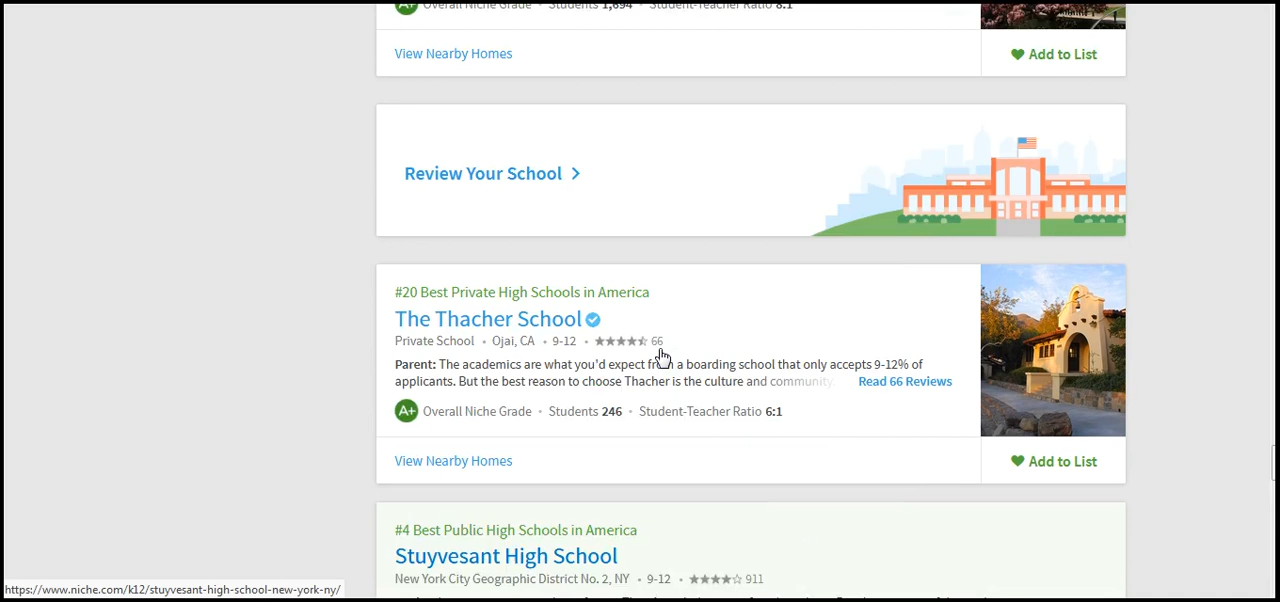 A+ Overall Niche Grade • Students 1,694 • Student-Teacher Ratio 8:1
View Nearby Homes
Add to List
Review Your School
#20 Best Private High Schools in America
The Thacher School
Private School • Ojai, CA • 9-12 • 66
Parent: The academics are what you'd expect a boarding school that only accepts 9-12% of
applicants. But the best reason to choose Thacher is the culture and community. Read 66 Reviews
A+ Overall Niche Grade • Students 246 • Student-Teacher Ratio 6:1
View Nearby Homes
Add to List
#4 Best Public High Schools in America
Stuyvesant High School
New York City Geographic District No. 2, NY • 9-12 • 911
https://www.niche.com/k12/stuyvesant-high-school-new-york-ny/